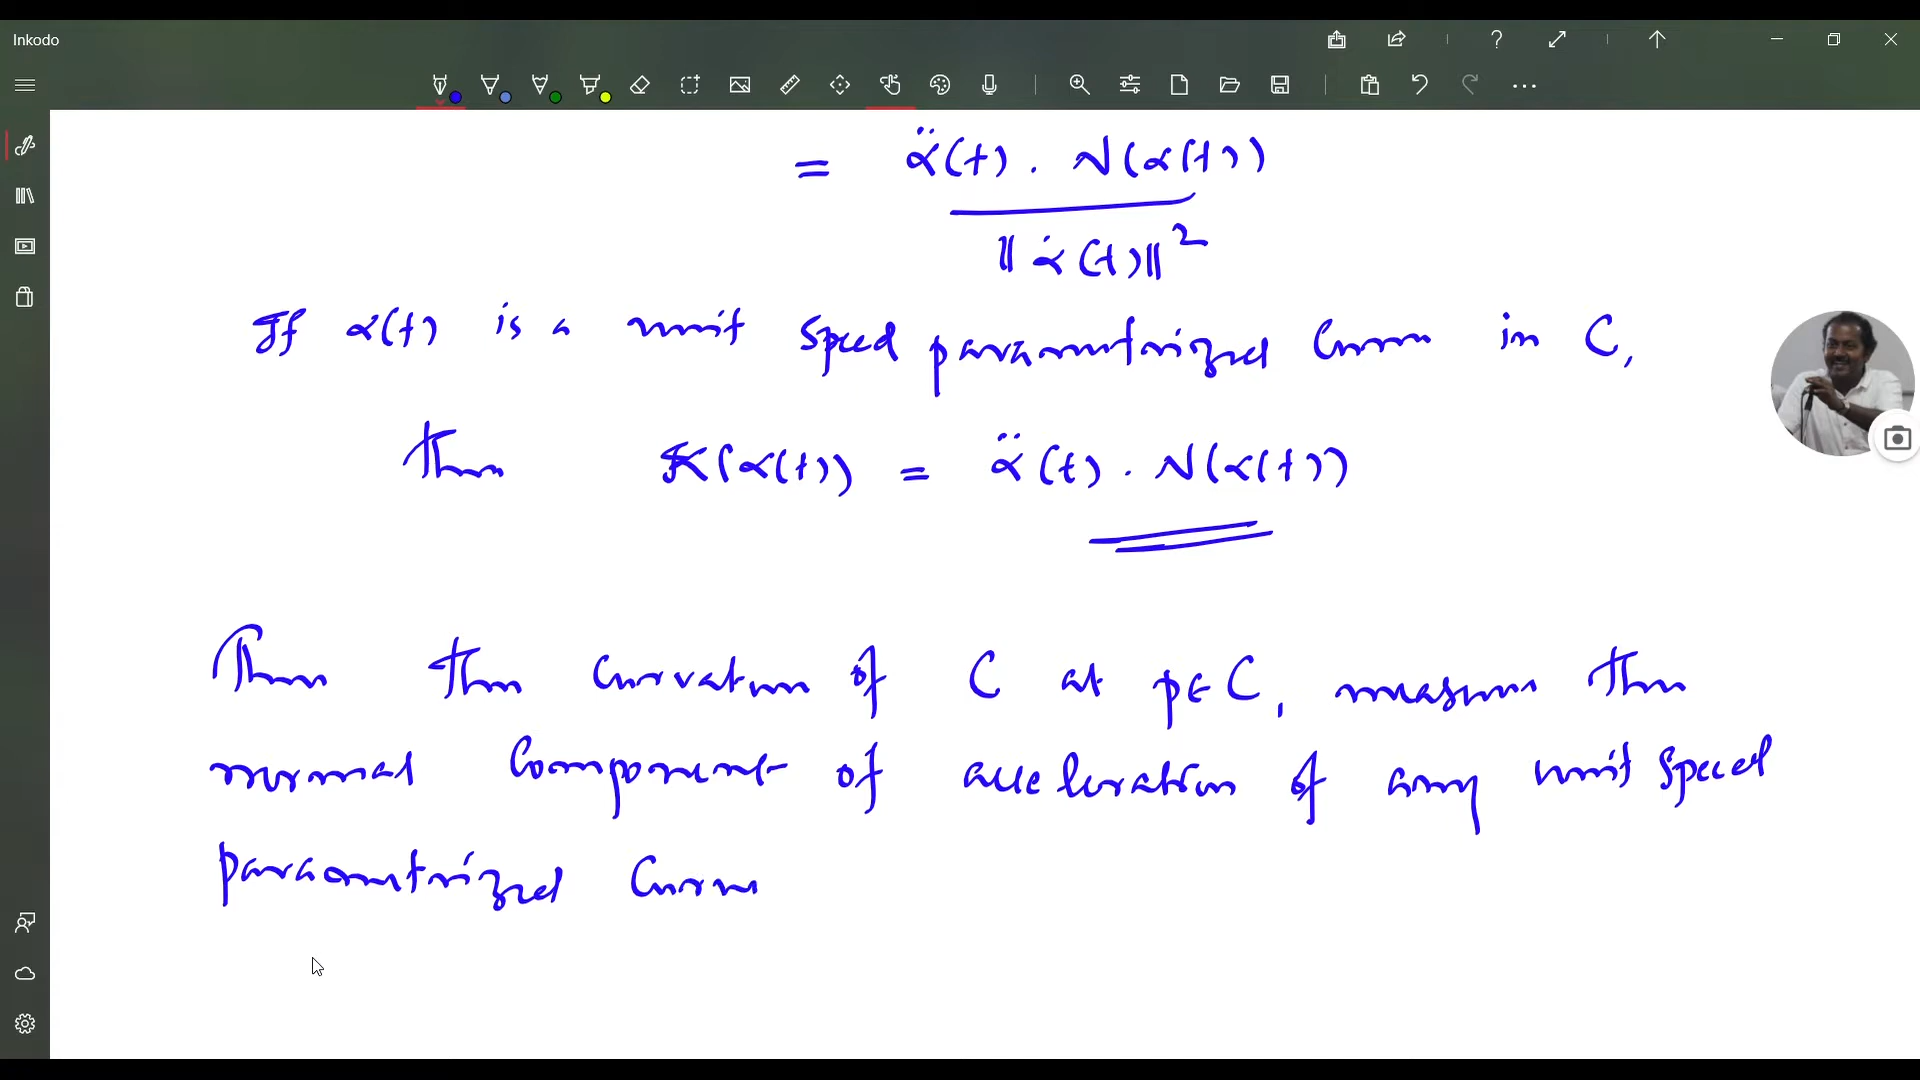 Inkodo
= α̈(t) . N(α(t))
‖α̇(t)‖²
If α(t) is a unit speed parametrized Curve in C,
then K(α(t)) = α̈(t) . N(α(t))
Then the curvature of C at p∈C, measures the
normal component of acceleration of any unit speed
parametrized Curve